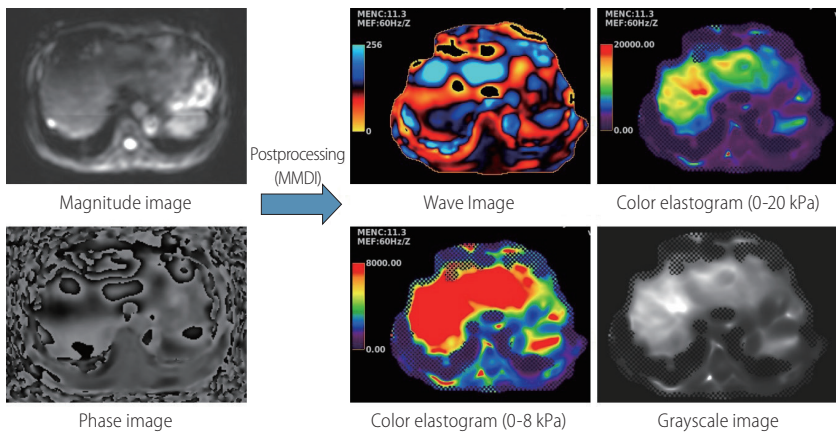 MENC:11.3
MEF:60Hz/Z
256
0
MENC:11.3
MEF:60Hz/Z
20000.00
0.00
Magnitude image
Postprocessing
(MMDI)
Wave Image
Color elastogram (0-20 kPa)
MENC:11.3
MEF:60Hz/Z
8000.00
0.00
Phase image
Color elastogram (0-8 kPa)
Grayscale image